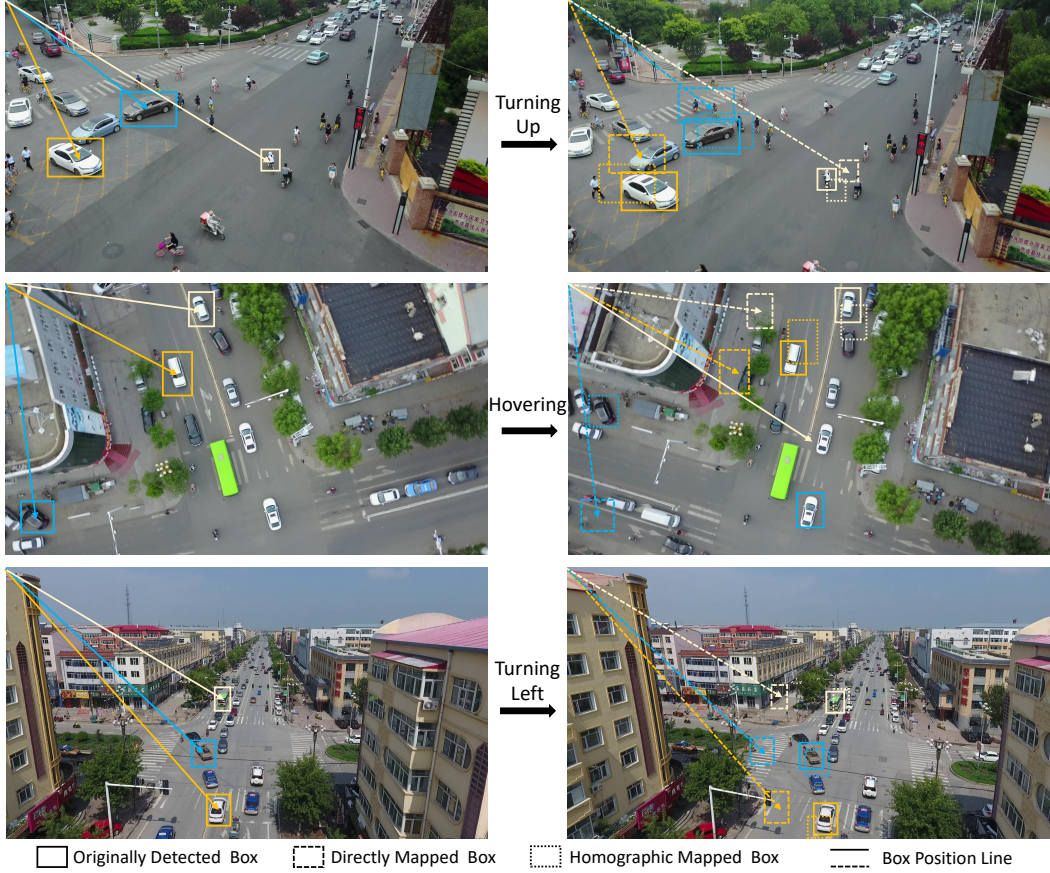 Turning
Up
Hovering
Turning
Left
Originally Detected Box
Directly Mapped Box
Homographic Mapped Box
Box Position Line